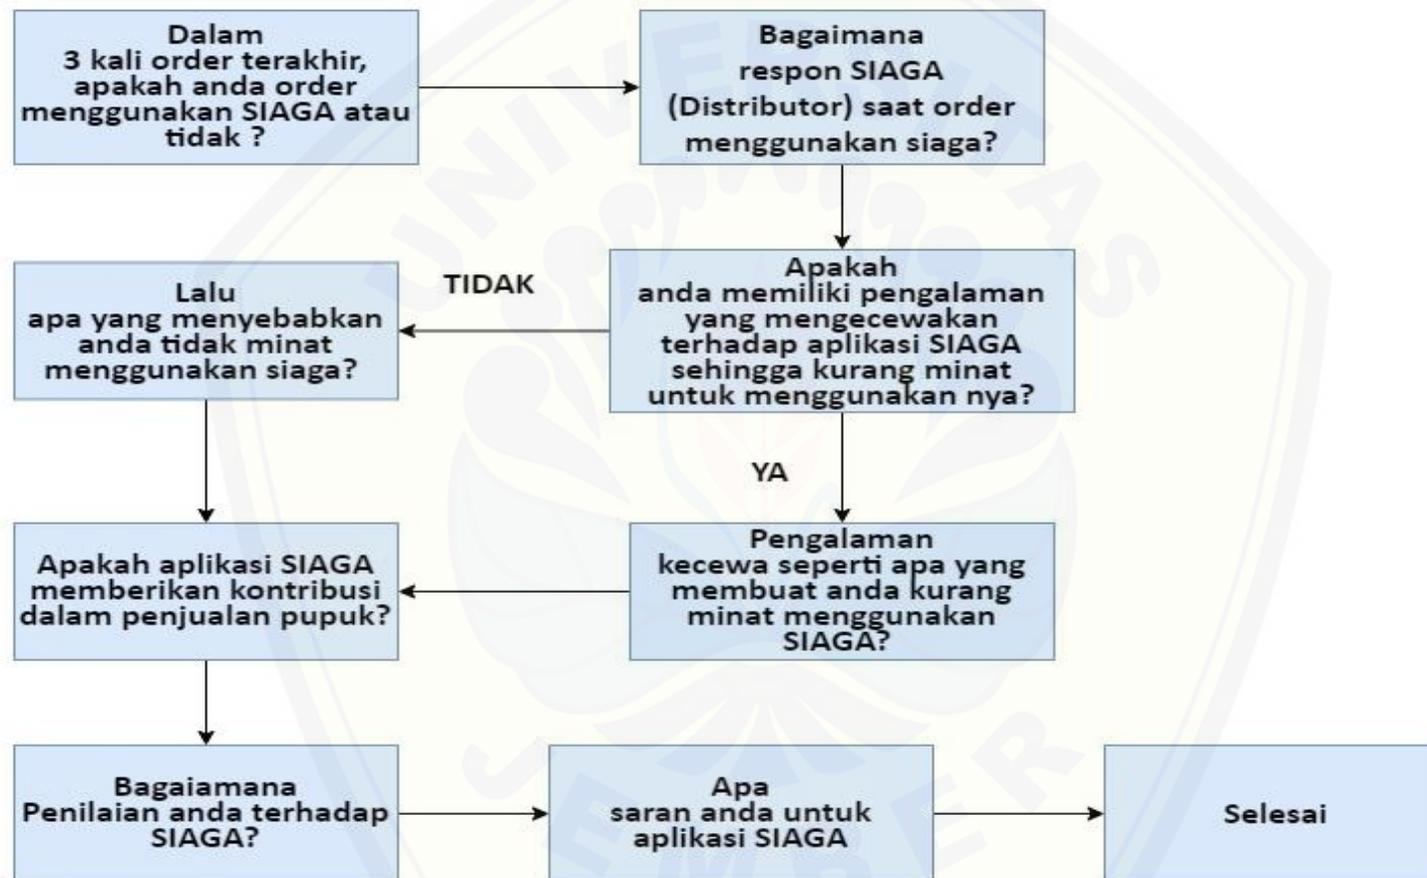 Dalam
3 kali order terakhir,
apakah anda order
menggunakan SIAGA atau
tidak ?
Bagaimana
respon SIAGA
(Distributor) saat order
menggunakan siaga?
Apakah
anda memiliki pengalaman
yang mengecewakan
terhadap aplikasi SIAGA
sehingga kurang minat
untuk menggunakan nya?
TIDAK
Lalu
apa yang menyebabkan
anda tidak minat
menggunakan siaga?
YA
Pengalaman
kecewa seperti apa yang
membuat anda kurang
minat menggunakan
SIAGA?
Apakah aplikasi SIAGA
memberikan kontribusi
dalam penjualan pupuk?
Bagaiamana
Penilaian anda terhadap
SIAGA?
Apa
saran anda untuk
aplikasi SIAGA
Selesai
UNIVERSITAS
JEMBER